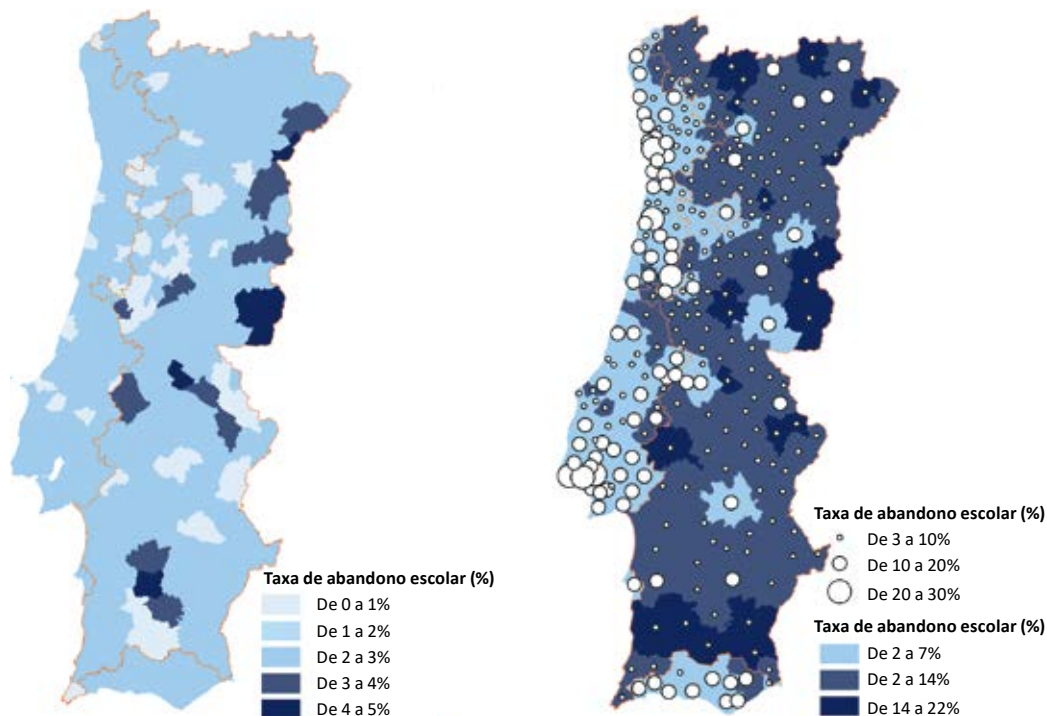 Taxa de abandono escolar (%)
De 0 a 1%
De 1 a 2%
De 2 a 3%
De 3 a 4%
De 4 a 5%
Taxa de abandono escolar (%)
De 3 a 10%
De 10 a 20%
De 20 a 30%
Taxa de abandono escolar (%)
De 2 a 7%
De 2 a 14%
De 14 a 22%